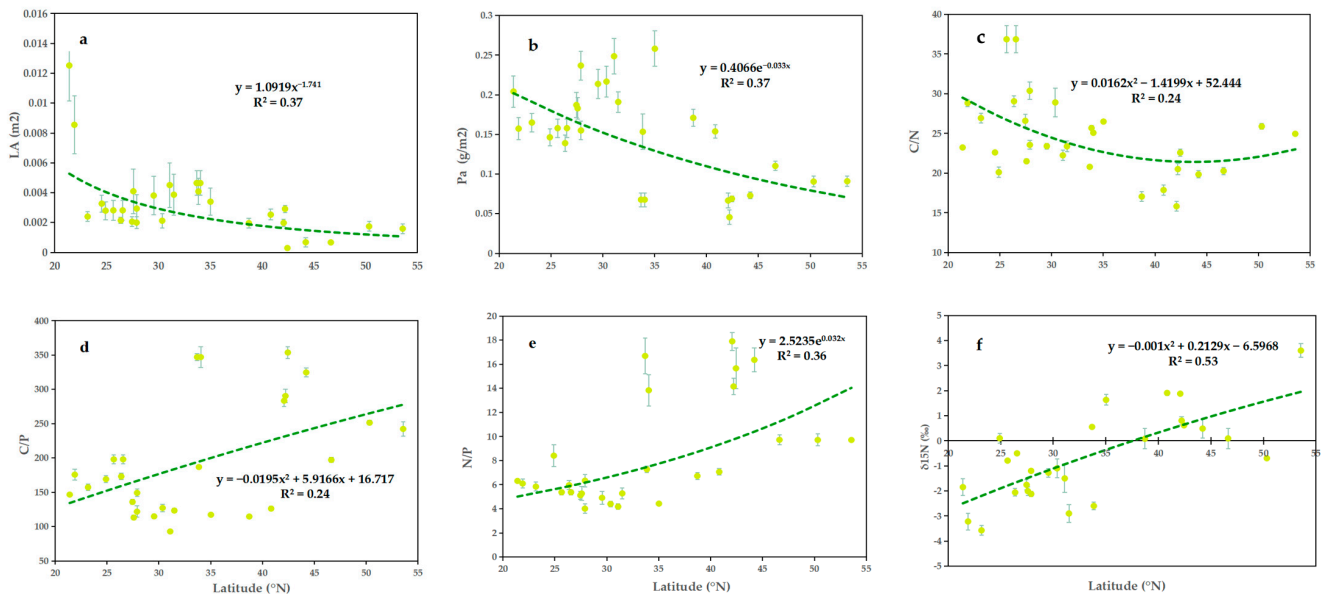 a
y = 1.0919x−1.741
R2 = 0.37
LA (m2)
0.016
0.014
0.012
0.01
0.008
0.006
0.004
0.002
0
20 25 30 35 40 45 50 55
b
y = 0.4066e−0.033x
R2 = 0.37
Pa (g/m2)
0.3
0.25
0.2
0.15
0.1
0.05
0
20 25 30 35 40 45 50 55
c
y = 0.0162x2 − 1.4199x + 52.444
R2 = 0.24
C/N
40
35
30
25
20
15
10
20 25 30 35 40 45 50 55
d
y = −0.0195x2 + 5.9166x + 16.717
R2 = 0.24
C/P
400
350
300
250
200
150
100
50
20 25 30 35 40 45 50 55
Latitude (°N)
e
y = 2.5235e0.032x
R2 = 0.36
N/P
20
18
16
14
12
10
8
6
4
2
0
20 25 30 35 40 45 50 55
Latitude (°N)
f
y = −0.001x2 + 0.2129x − 6.5968
R2 = 0.53
δ15N (‰)
5
4
3
2
1
0
-1
-2
-3
-4
-5
20 25 30 35 40 45 50 55
Latitude (°N)